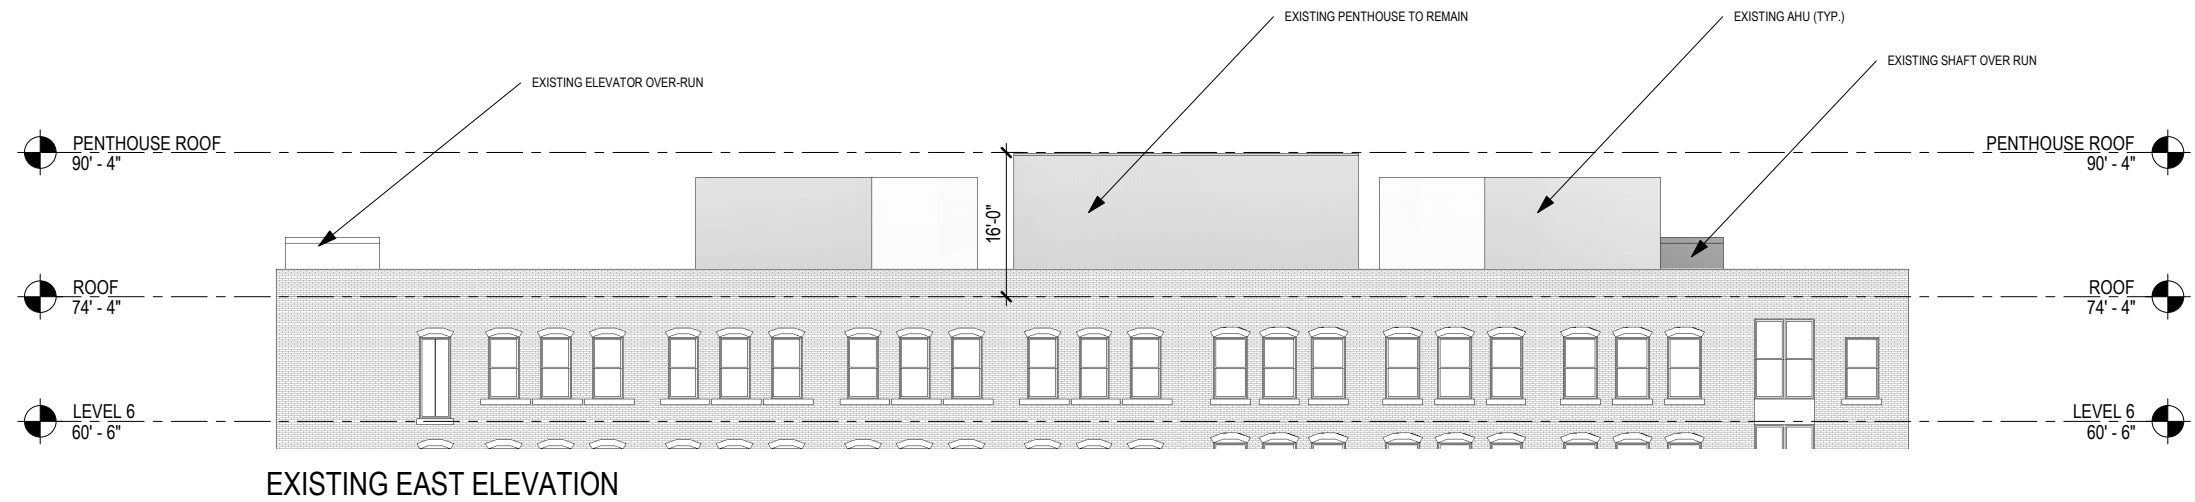 EXISTING PENTHOUSE TO REMAIN
EXISTING AHU (TYP.)
EXISTING SHAFT OVER RUN
EXISTING ELEVATOR OVER-RUN
PENTHOUSE ROOF
90' - 4"
PENTHOUSE ROOF
90' - 4"
16'-0"
ROOF
74' - 4"
ROOF
74' - 4"
LEVEL 6
60' - 6"
LEVEL 6
60' - 6"
EXISTING EAST ELEVATION